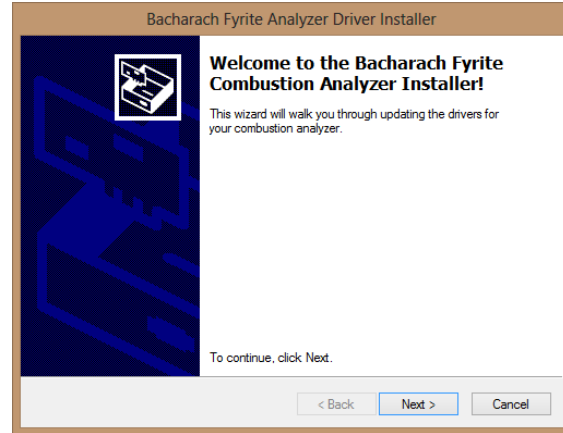 Bacharach Fyrite Analyzer Driver Installer
Welcome to the Bacharach Fyrite
Combustion Analyzer Installer!
This wizard will walk you through updating the drivers for
your combustion analyzer.
To continue, click Next.
< Back Next > Cancel